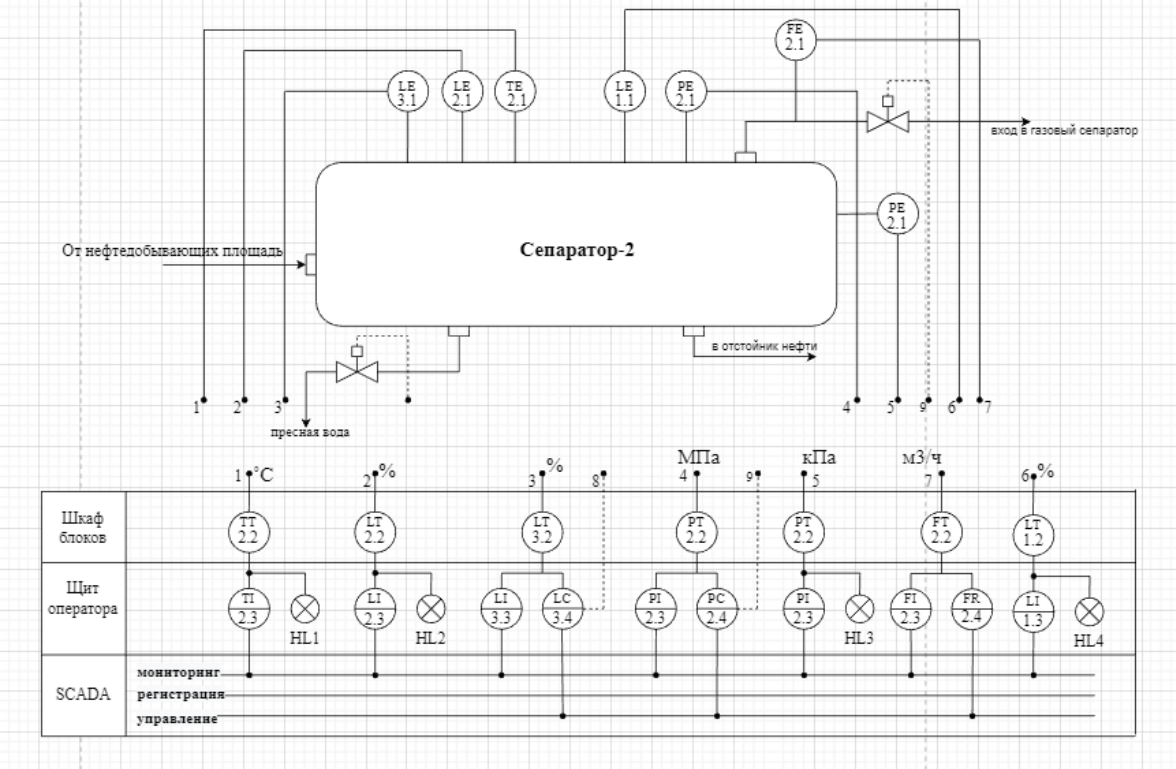 FE
2.1
LE
3.1
LE
2.1
TE
2.1
LE
1.1
PE
2.1
вход в газовый сепаратор
PE
2.1
От нефтедобывающих площадь
Сепаратор-2
в отстойник нефти
1
2
3
4
5
9
6
7
пресная вода
1
°C
2
%
3
%
8
МПа
4
9
кПа
5
м3/ч
7
6
%
Шкаф
блоков
TT
2.2
LT
2.2
LT
3.2
PT
2.2
PT
2.2
FT
2.2
LT
1.2
Щит
оператора
TI
2.3
HL1
LI
2.3
HL2
LI
3.3
LC
3.4
PI
2.3
PC
2.4
PI
2.3
HL3
FI
2.3
FR
2.4
LI
1.3
HL4
SCADA
мониторинг
регистрация
управление